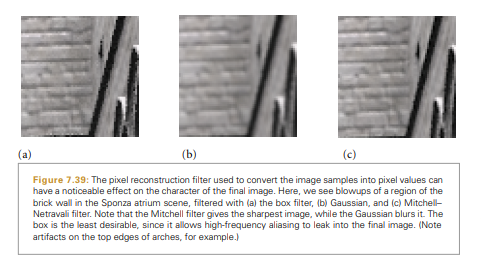 (a) (b) (c)
Figure 7.39: The pixel reconstruction filter used to convert the image samples into pixel values can
have a noticeable effect on the character of the final image. Here, we see blowups of a region of the
brick wall in the Sponza atrium scene, filtered with (a) the box filter, (b) Gaussian, and (c) Mitchell–
Netravali filter. Note that the Mitchell filter gives the sharpest image, while the Gaussian blurs it. The
box is the least desirable, since it allows high-frequency aliasing to leak into the final image. (Note
artifacts on the top edges of arches, for example.)